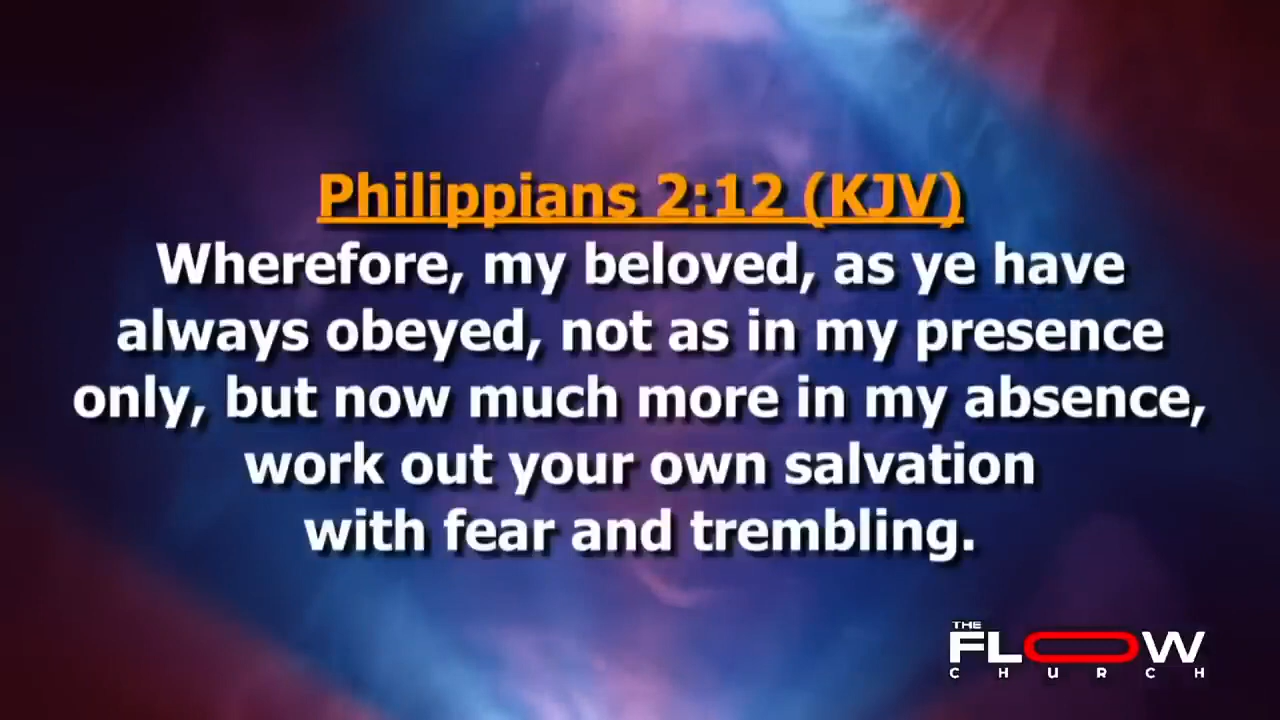 Philippians 2:12 (KJV)
Wherefore, my beloved, as ye have
always obeyed, not as in my presence
only, but now much more in my absence,
work out your own salvation
with fear and trembling.
THE
FLOW
CHURCH